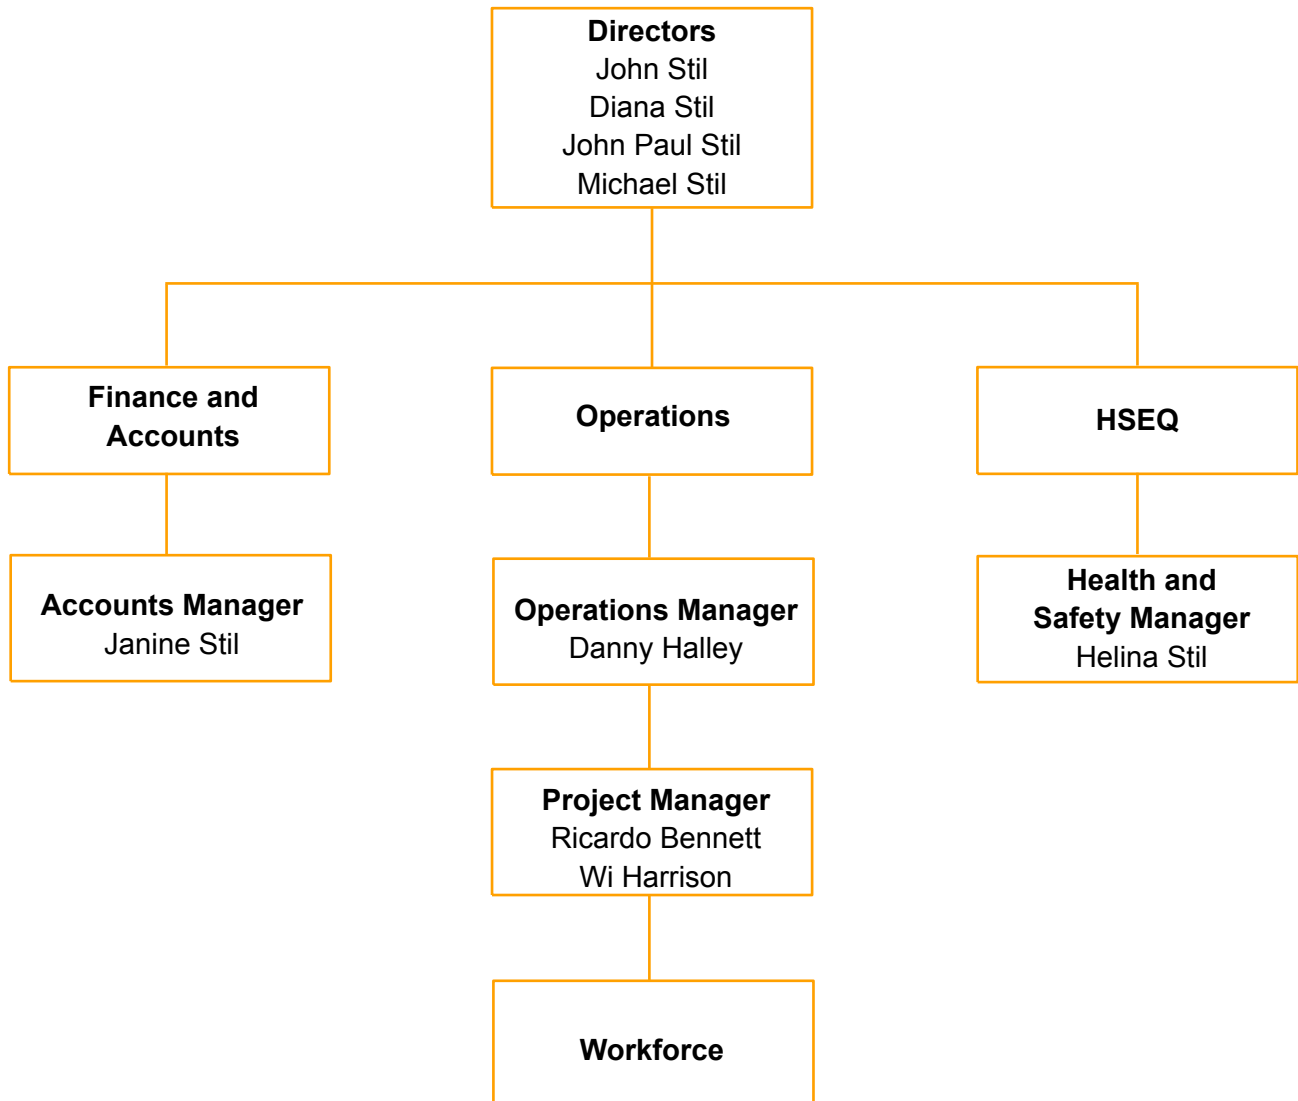 Directors
John Stil
Diana Stil
John Paul Stil
Michael Stil
Finance and
Accounts
Operations
HSEQ
Accounts Manager
Janine Stil
Operations Manager
Danny Halley
Health and
Safety Manager
Helina Stil
Project Manager
Ricardo Bennett
Wi Harrison
Workforce